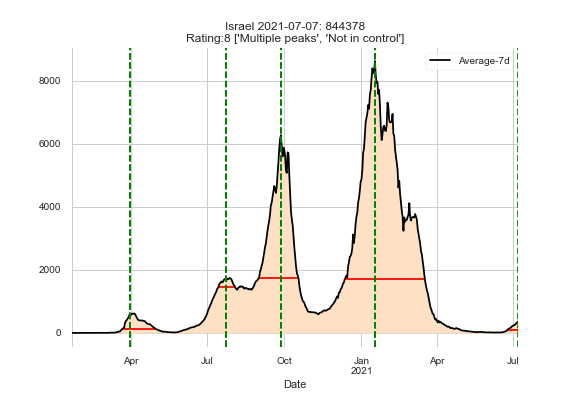 Israel 2021-07-07: 844378
Rating:8 ['Multiple peaks', 'Not in control']
Average-7d
8000
6000
4000
2000
0
Apr
Jul
Oct
Jan
2021
Apr
Jul
Date